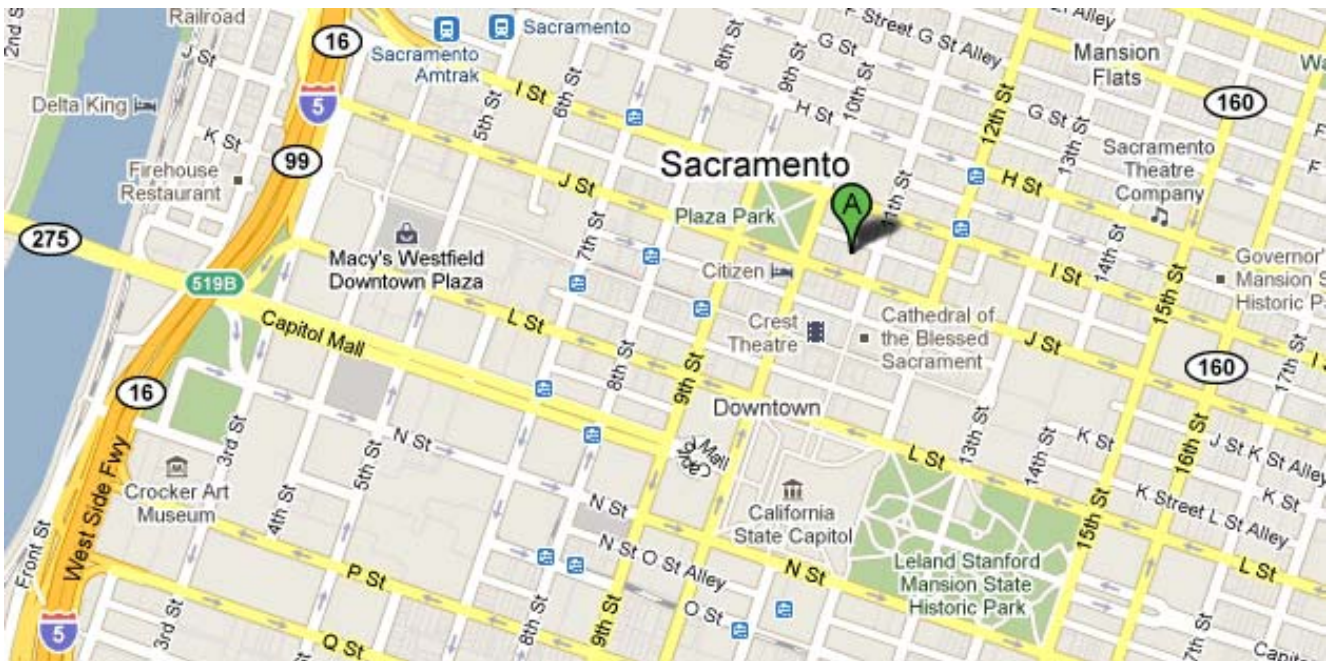 Railroad
K Street G St Alley
El Alley
2nd St
16
Sacramento
Amtrak
Sacramento
8th St
9th St
G St
Mansion
Flats
J St
Delta King
5
I St
6th St
5th St
H St
10th St
12th St
G St
160
F
F
K St
99
Firehouse
Restaurant
Sacramento
13th St
Sacramento
Theatre
Company
J St
Plaza Park
A
11th St
H St
275
Macy's Westfield
Downtown Plaza
7th St
Citizen
I St
14th St
Governor'
Mansion S
Historic P
519B
Capitol Mall
L St
Crest
Theatre
Cathedral of
the Blessed
Sacrament
J St
15th St
I
16
8th St
9th St
160
17th St
Downtown
3rd St
N St
5th St
Mall
L St
13th St
K St
14th St
16th St
J St K St Alley
Crocker Art
Museum
4th St
N St
California
State Capitol
15th St
K Street L St Alley
K St
West Side Fwy
Front St
P St
N St O St Alley
N St
Leland Stanford
Mansion State
Historic Park
L St
5
3rd St
Q St
8th St
9th St
O St
10th St
17th St
Capitol